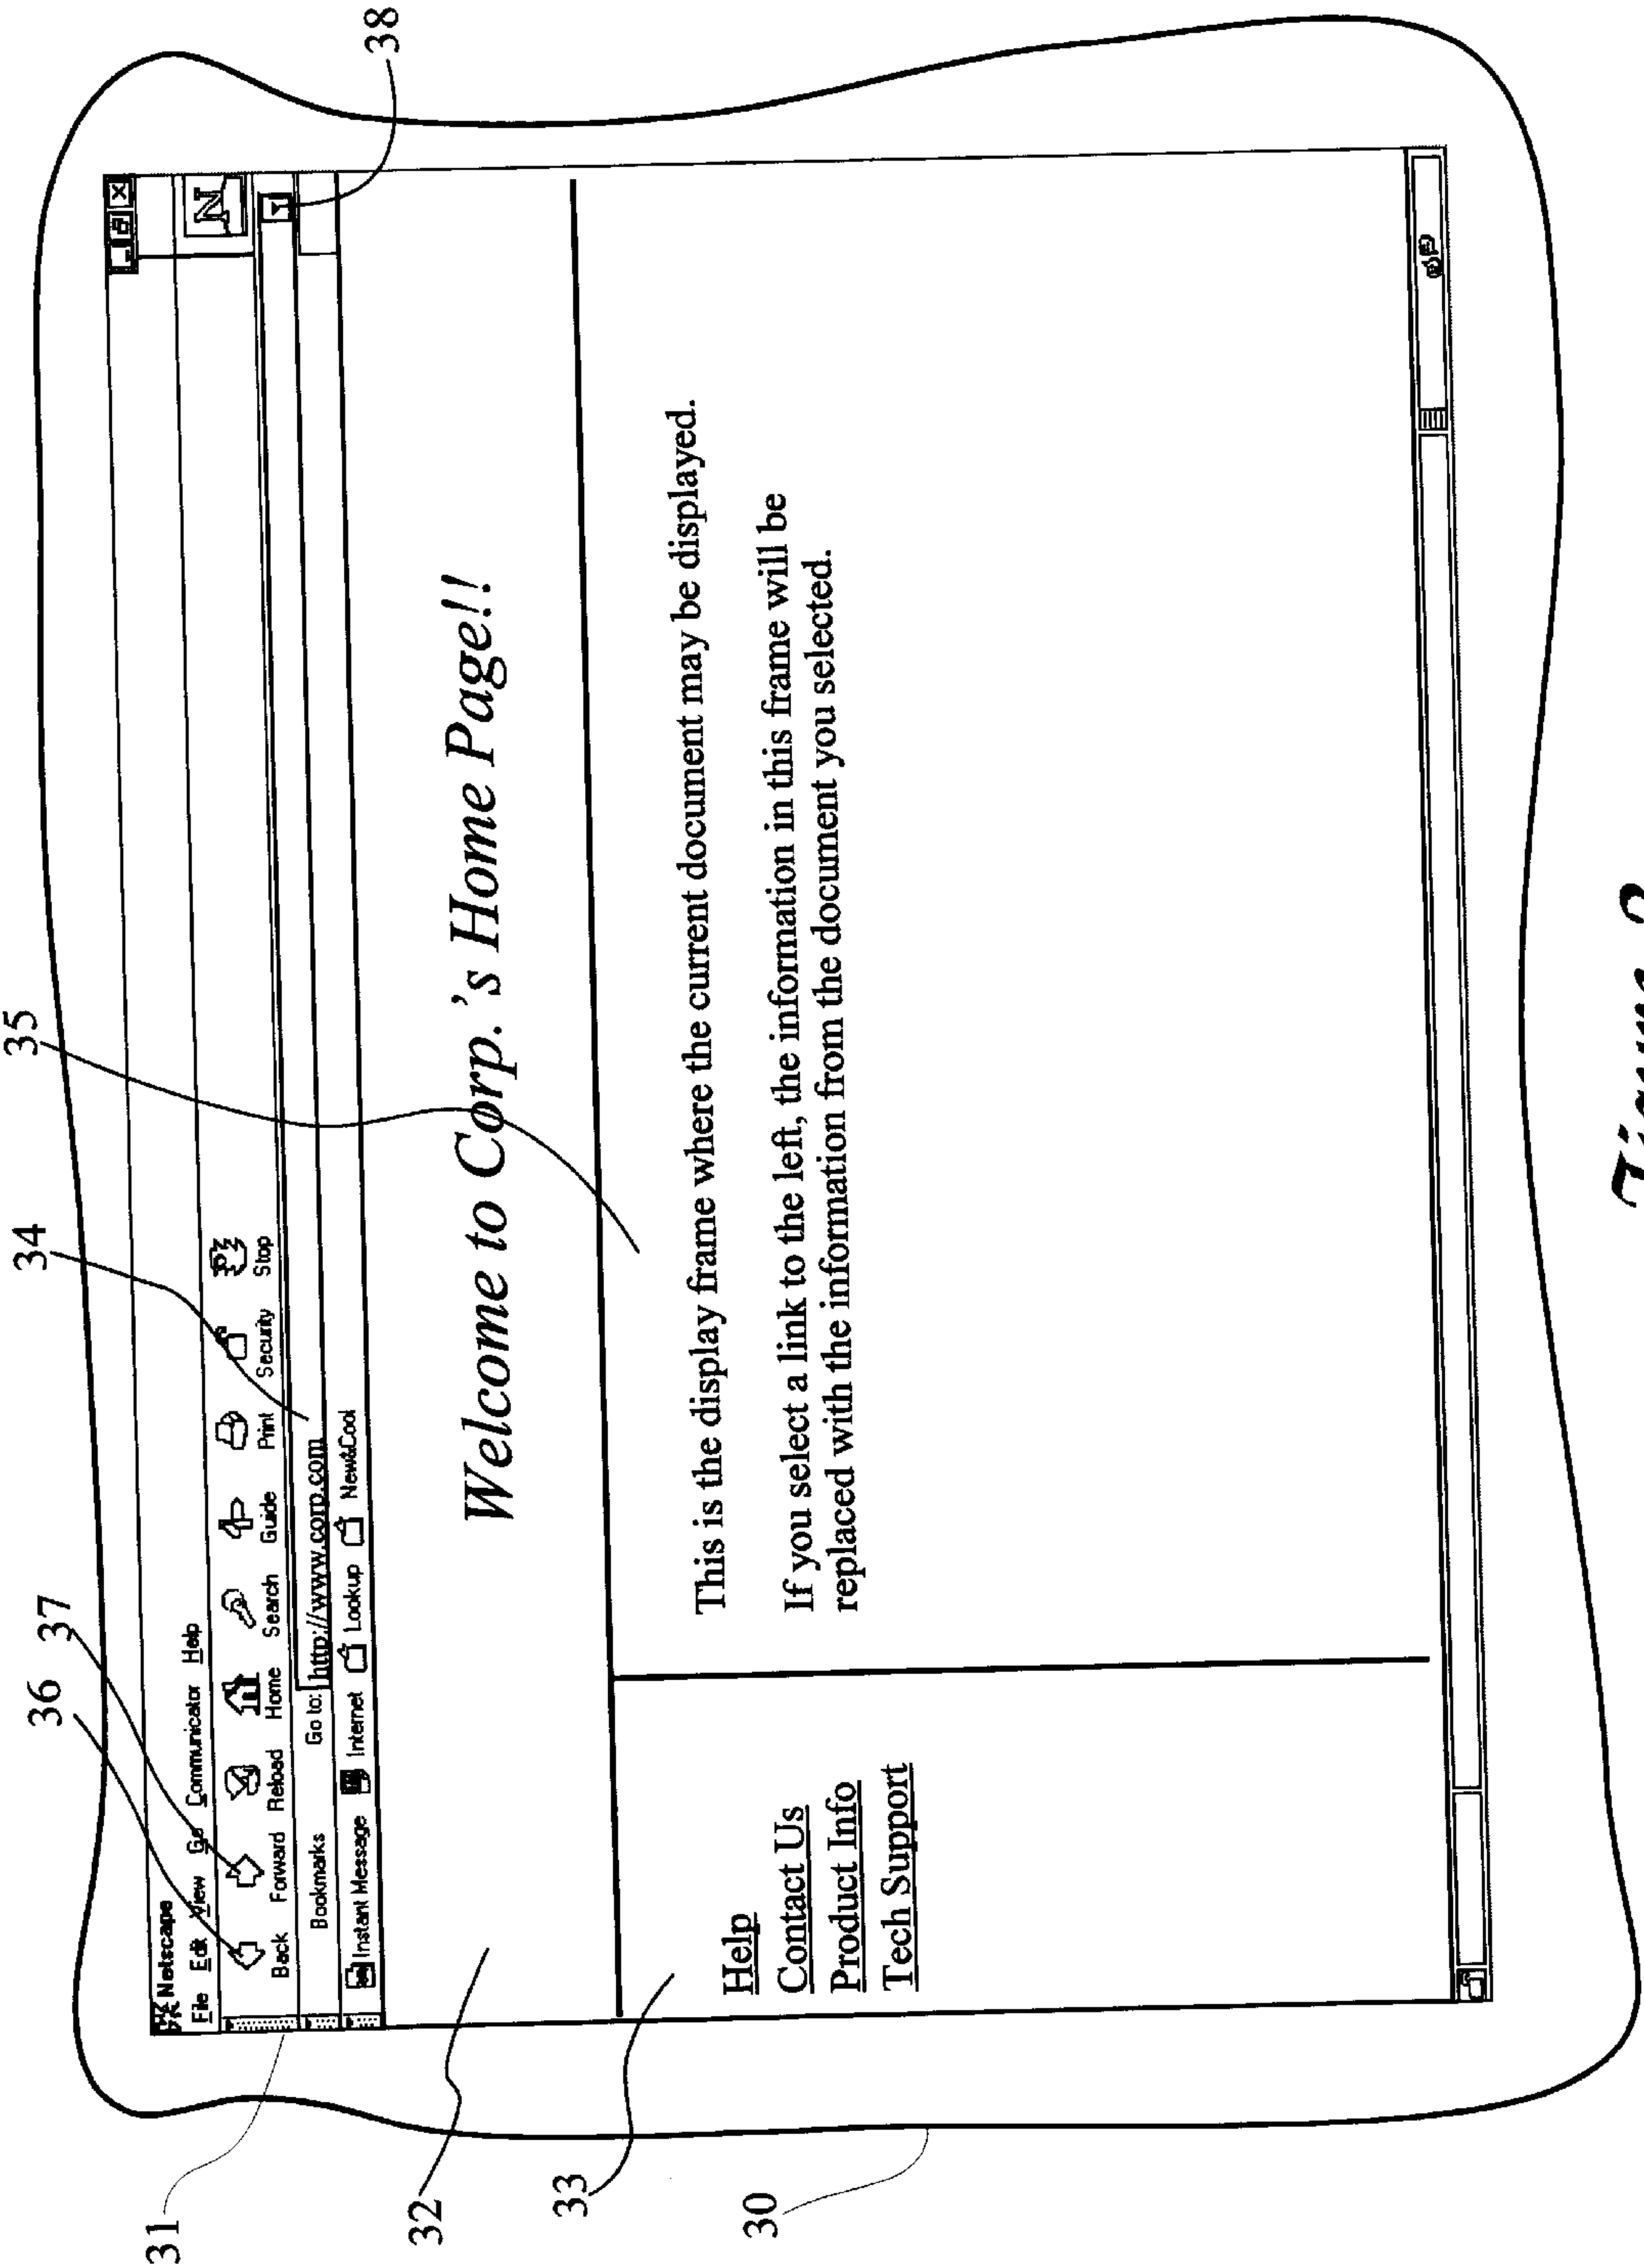 35
34
37
36
31
38
Netscape
File Edit View Go Communicator Help
N
Back Forward Reload Home Search Guide Print Security Stop
Bookmarks Go to: http://www.corp.com
Instant Message Internet Lookup New&Cool
32
Welcome to Corp.'s Home Page!!
33
This is the display frame where the current document may be displayed.
If you select a link to the left, the information in this frame will be
replaced with the information from the document you selected.
Help
Contact Us
Product Info
Tech Support
30